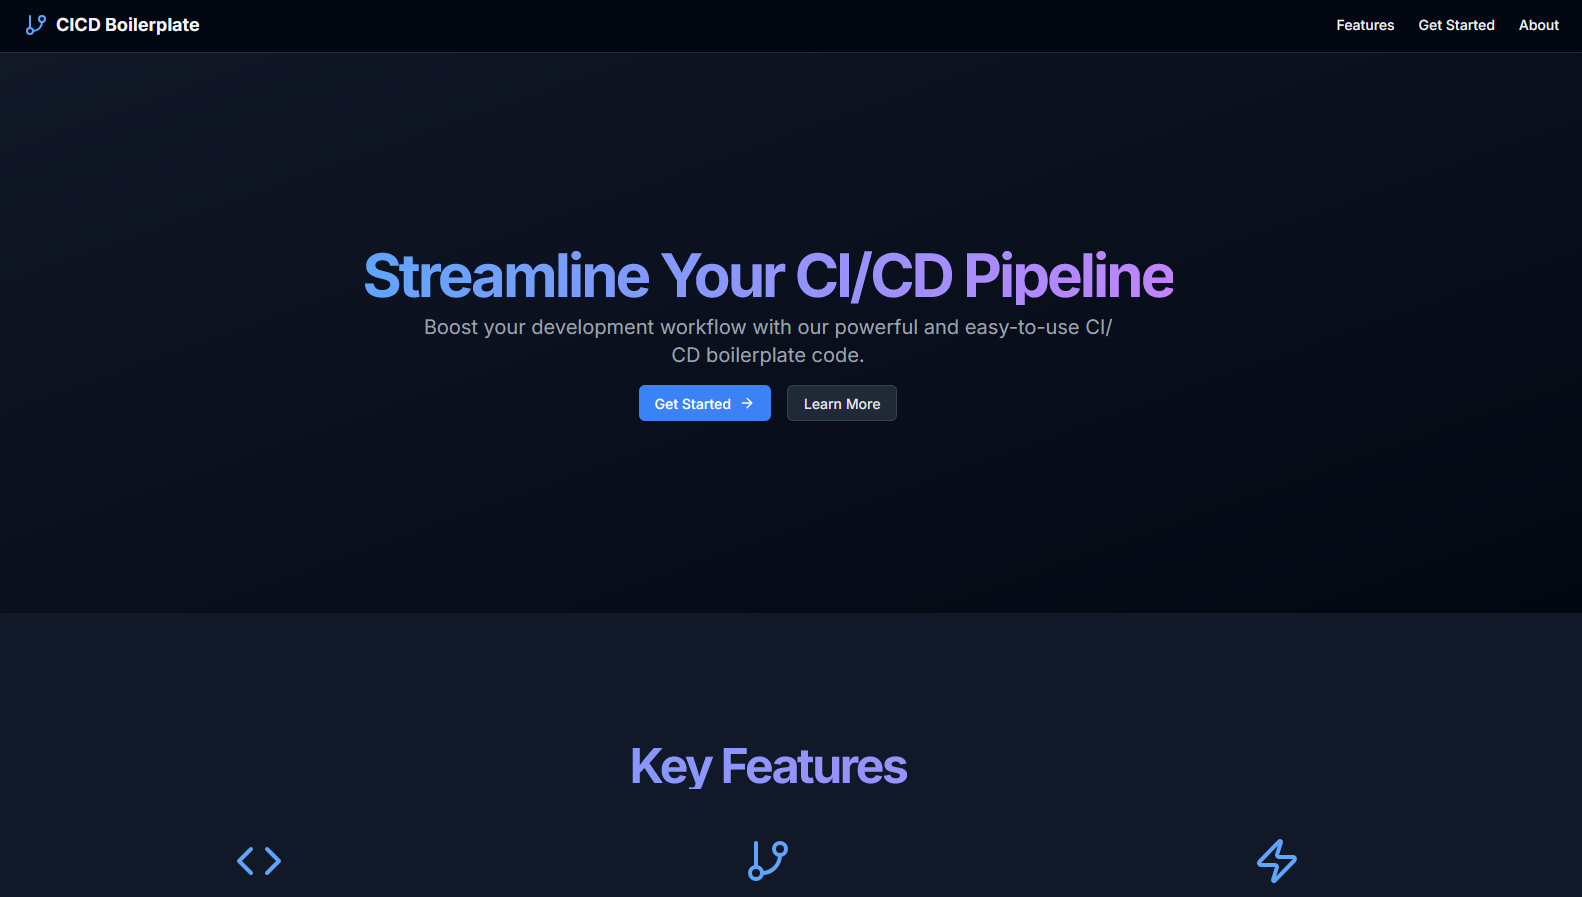 CICD Boilerplate
Features
Get Started
About
Streamline Your CI/CD Pipeline
Boost your development workflow with our powerful and easy-to-use CI/
CD boilerplate code.
Get Started
Learn More
Key Features